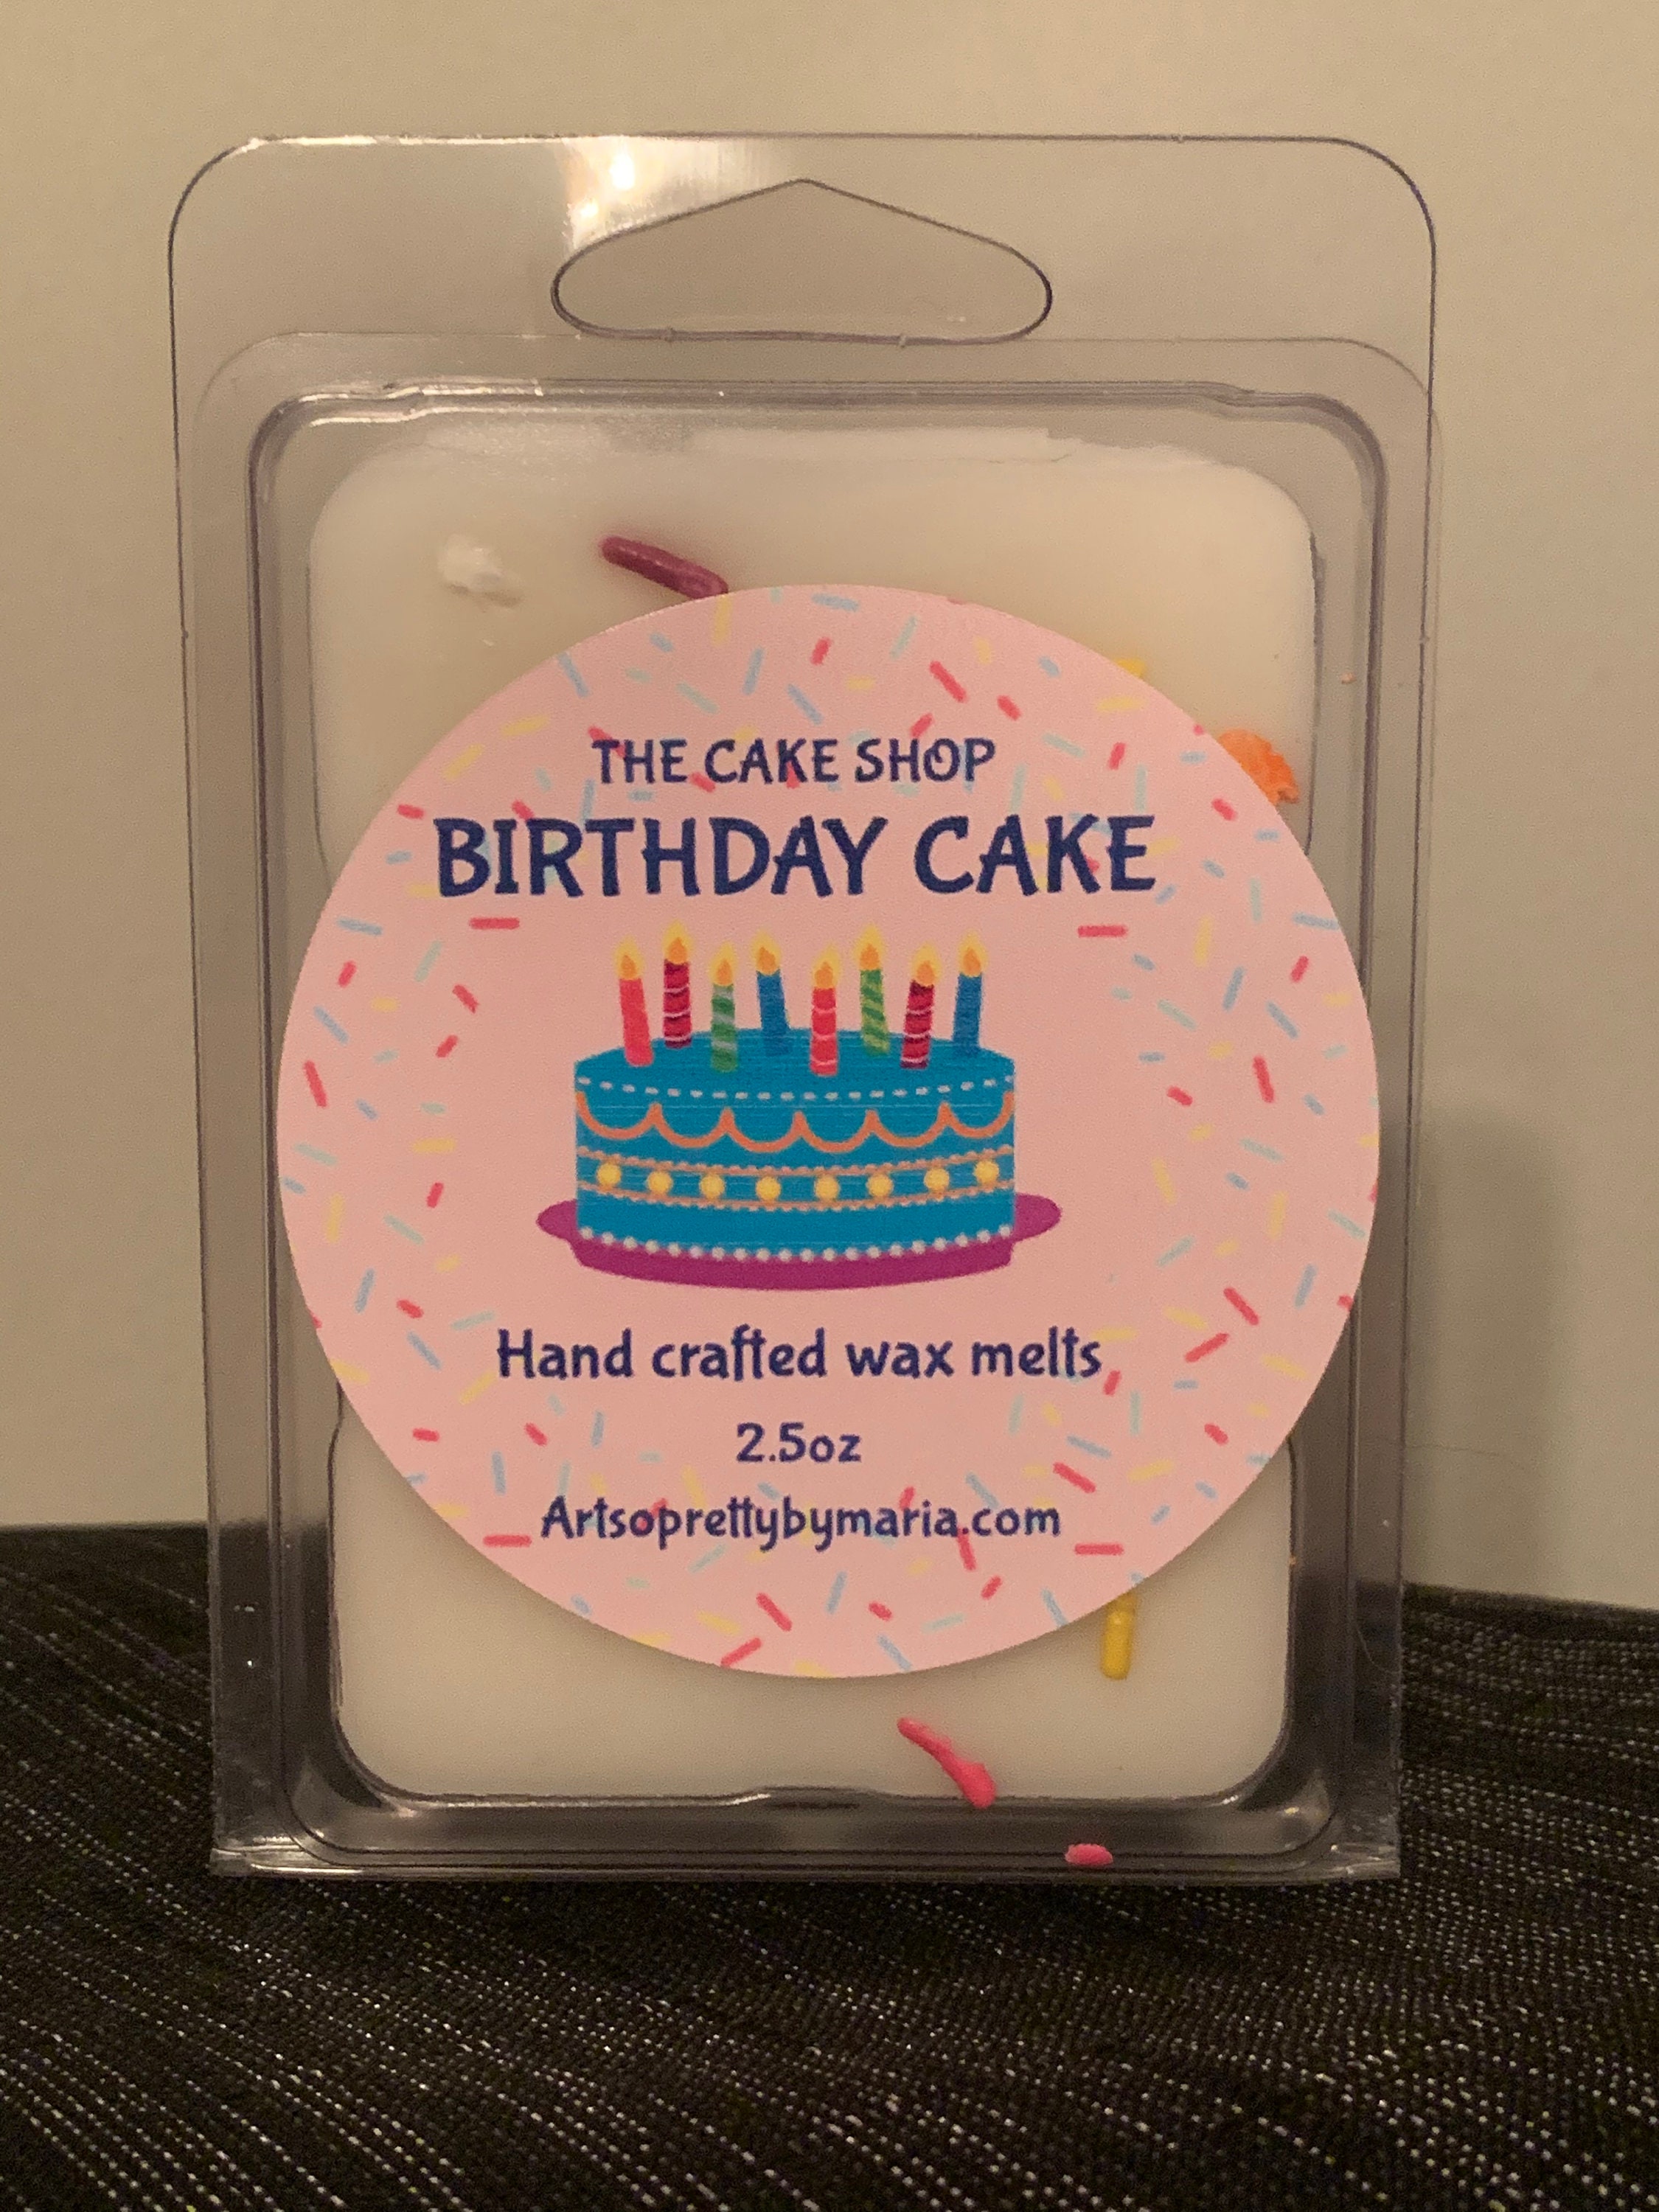 THE CAKE SHOP
BIRTHDAY CAKE
Hand crafted wax melts
2.5oz
Artsoprettybymaria.com